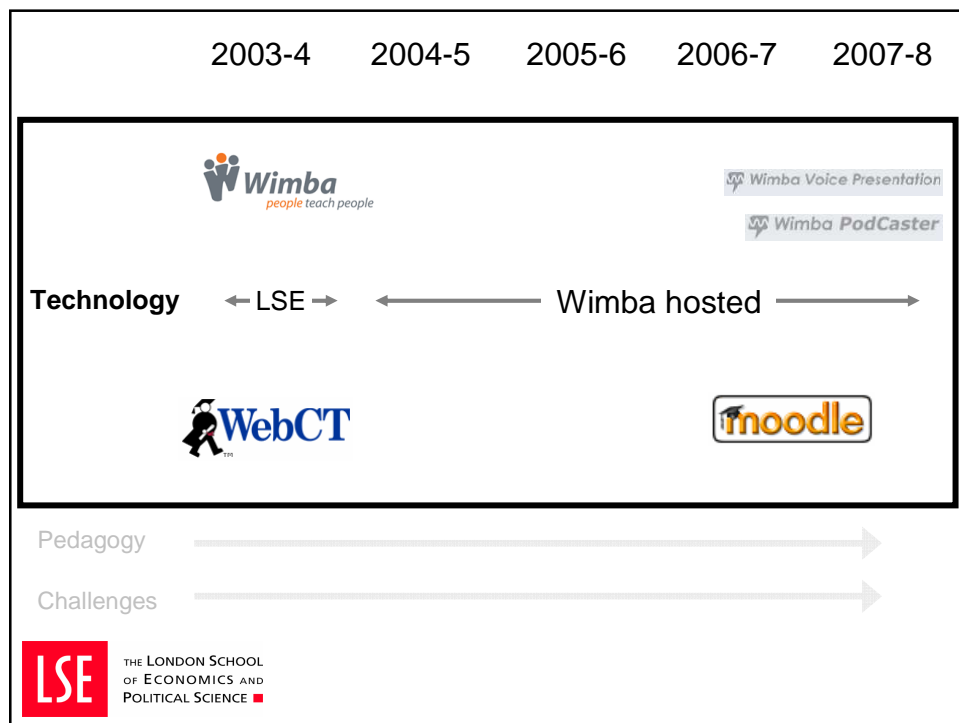 2003-4 2004-5 2005-6 2006-7 2007-8
Wimba
people teach people
Wimba Voice Presentation
Wimba PodCaster
Technology LSE Wimba hosted
WebCT
TM
moodle
Pedagogy
Challenges
LSE
THE LONDON SCHOOL
OF ECONOMICS AND
POLITICAL SCIENCE